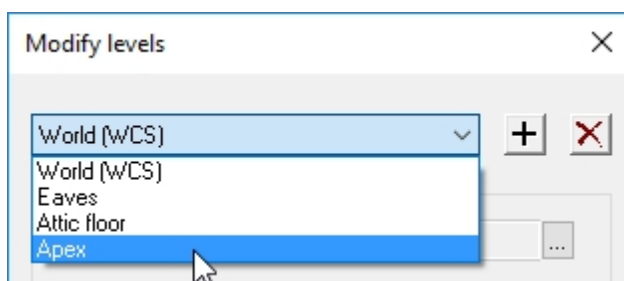 Modify levels
World (WCS)
World (WCS)
Eaves
Attic floor
Apex
...